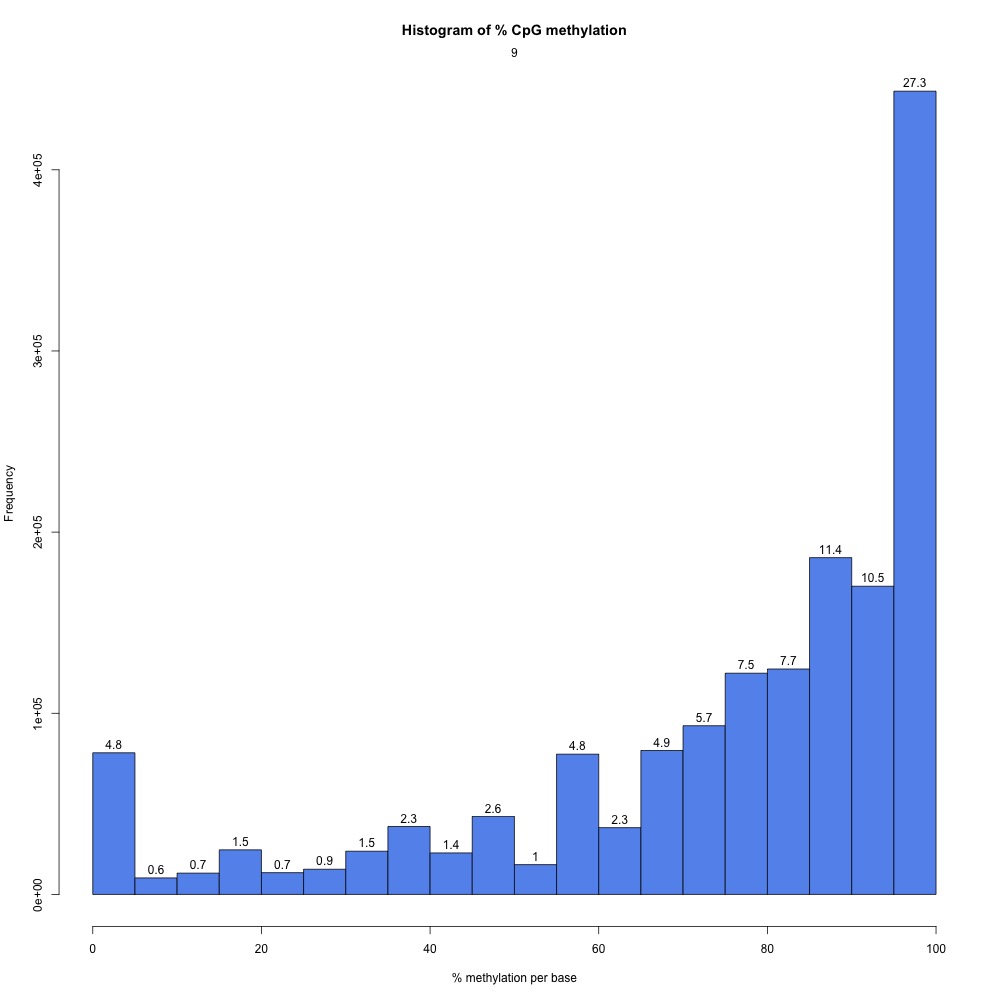 Histogram of % CpG methylation
9
27.3
11.4
10.5
7.7
7.5
5.7
4.9
4.8
4.8
2.6
2.3
2.3
1.5
1.5
1.4
1
0.9
0.7
0.7
0.6
4e+05
3e+05
2e+05
1e+05
0e+00
Frequency
0 20 40 60 80 100
% methylation per base